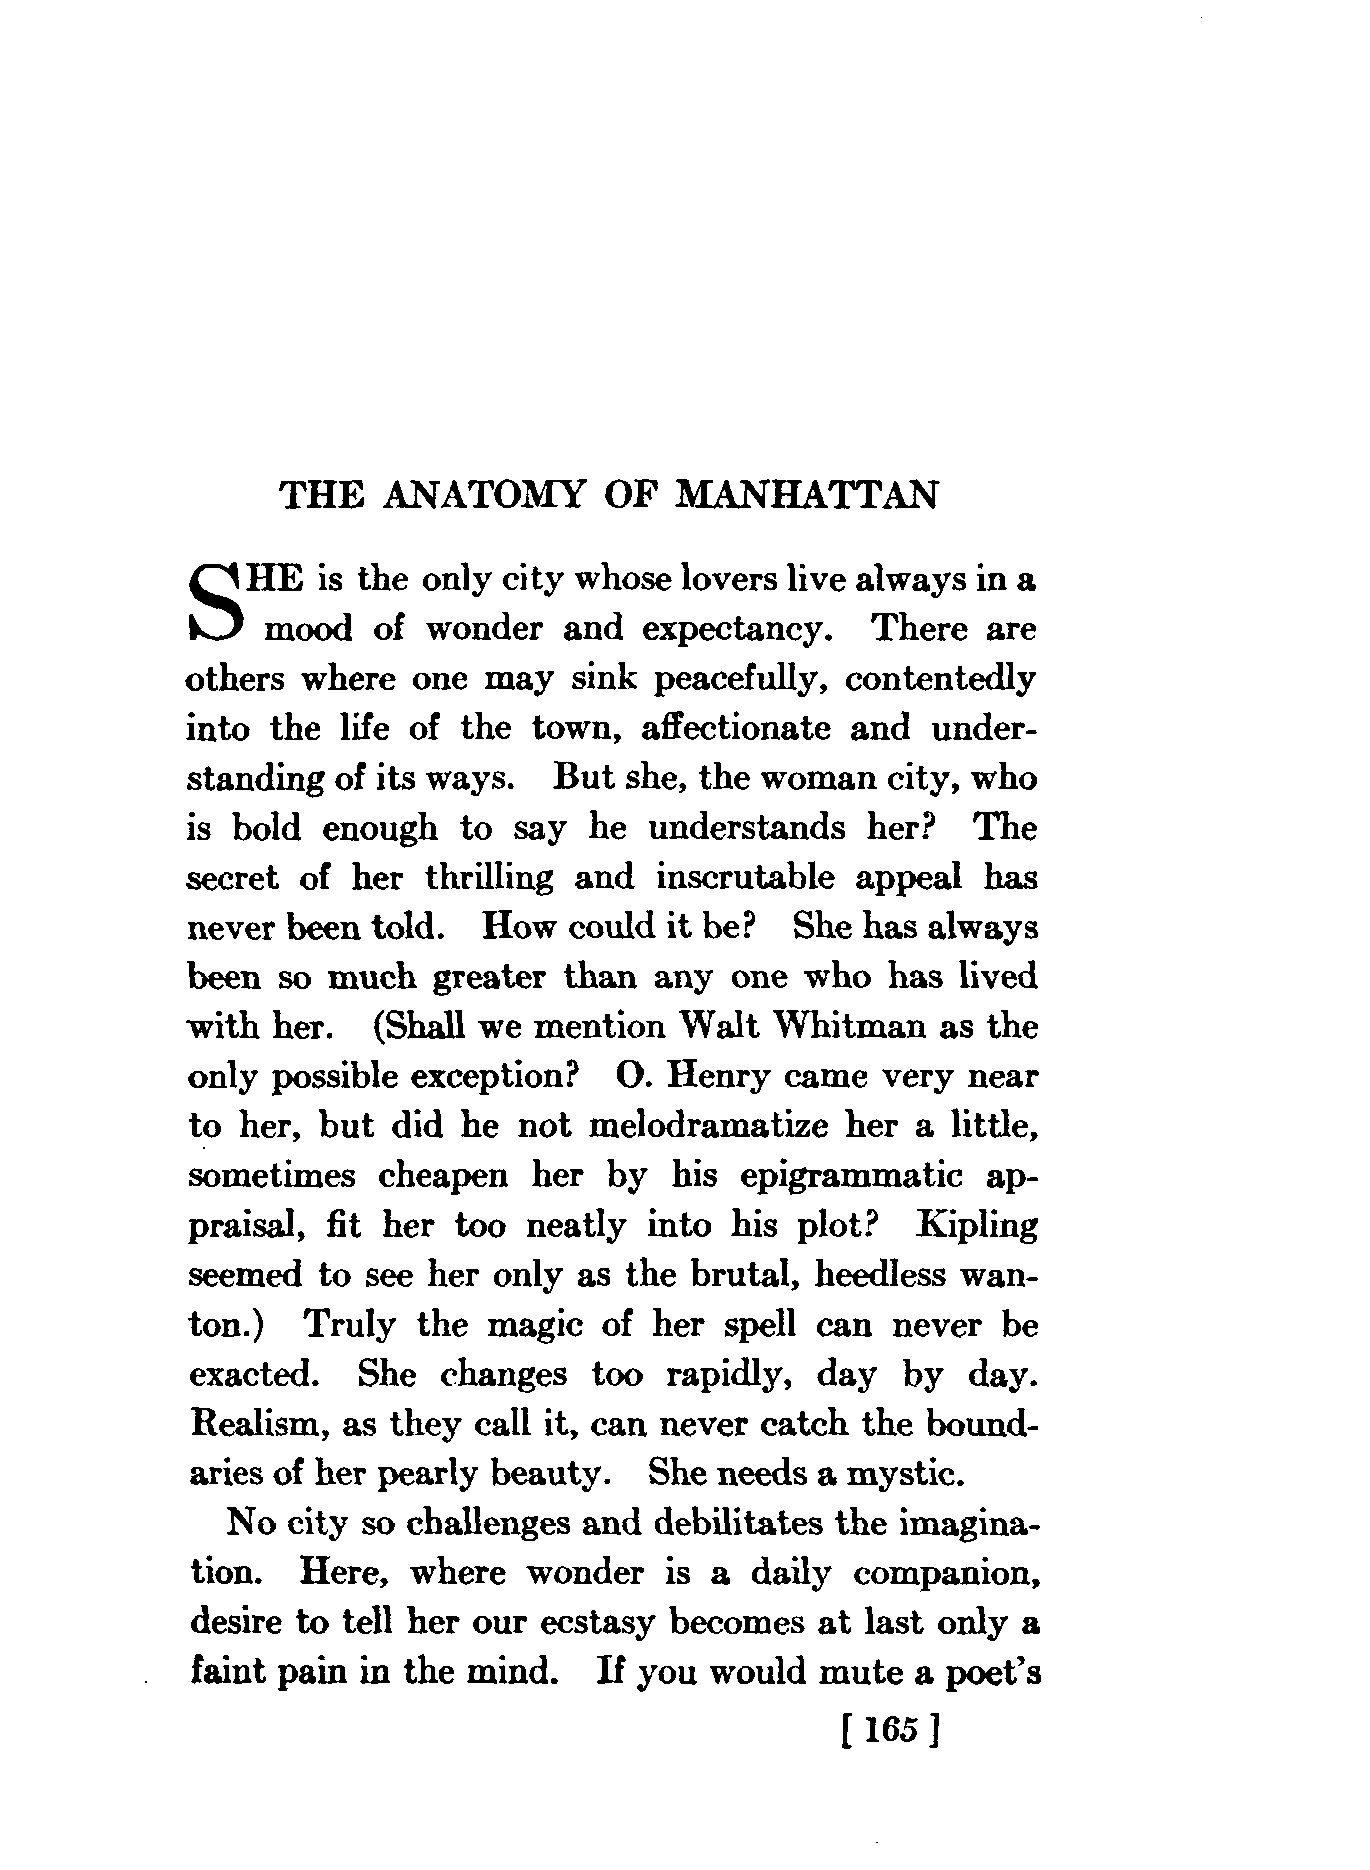 THE ANATOMY OF MANHATTAN
SHE is the only city whose lovers live always in a
mood of wonder and expectancy. There are
others where one may sink peacefully, contentedly
into the life of the town, affectionate and under-
standing of its ways. But she, the woman city, who
is bold enough to say he understands her? The
secret of her thrilling and inscrutable appeal has
never been told. How could it be? She has always
been so much greater than any one who has lived
with her. (Shall we mention Walt Whitman as the
only possible exception? O. Henry came very near
to her, but did he not melodramatize her a little,
sometimes cheapen her by his epigrammatic ap-
praisal, fit her too neatly into his plot? Kipling
seemed to see her only as the brutal, heedless wan-
ton.) Truly the magic of her spell can never be
exacted. She changes too rapidly, day by day.
Realism, as they call it, can never catch the bound-
aries of her pearly beauty. She needs a mystic.
No city so challenges and debilitates the imagina-
tion. Here, where wonder is a daily companion,
desire to tell her our ecstasy becomes at last only a
faint pain in the mind. If you would mute a poet's
[ 165 ]